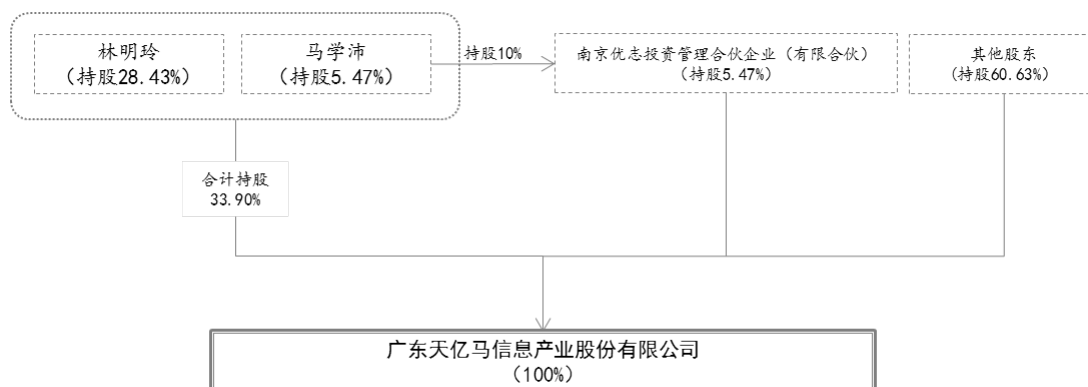 林明玲
（持股28.43%）
马学沛
（持股5.47%）
持股10%
南京优志投资管理合伙企业（有限合伙）
（持股5.47%）
其他股东
(持股60.63%)
合计持股
33.90%
广东天亿马信息产业股份有限公司
（100%）